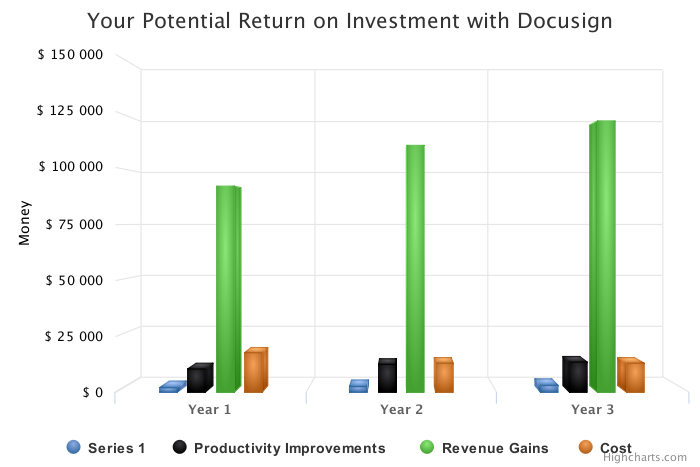 Your Potential Return on Investment with Docusign
$ 150 000
$ 125 000
$ 100 000
$ 75 000
$ 50 000
$ 25 000
$ 0
Money
Year 1 Year 2 Year 3
Series 1 Productivity Improvements Revenue Gains Cost
Highcharts.com